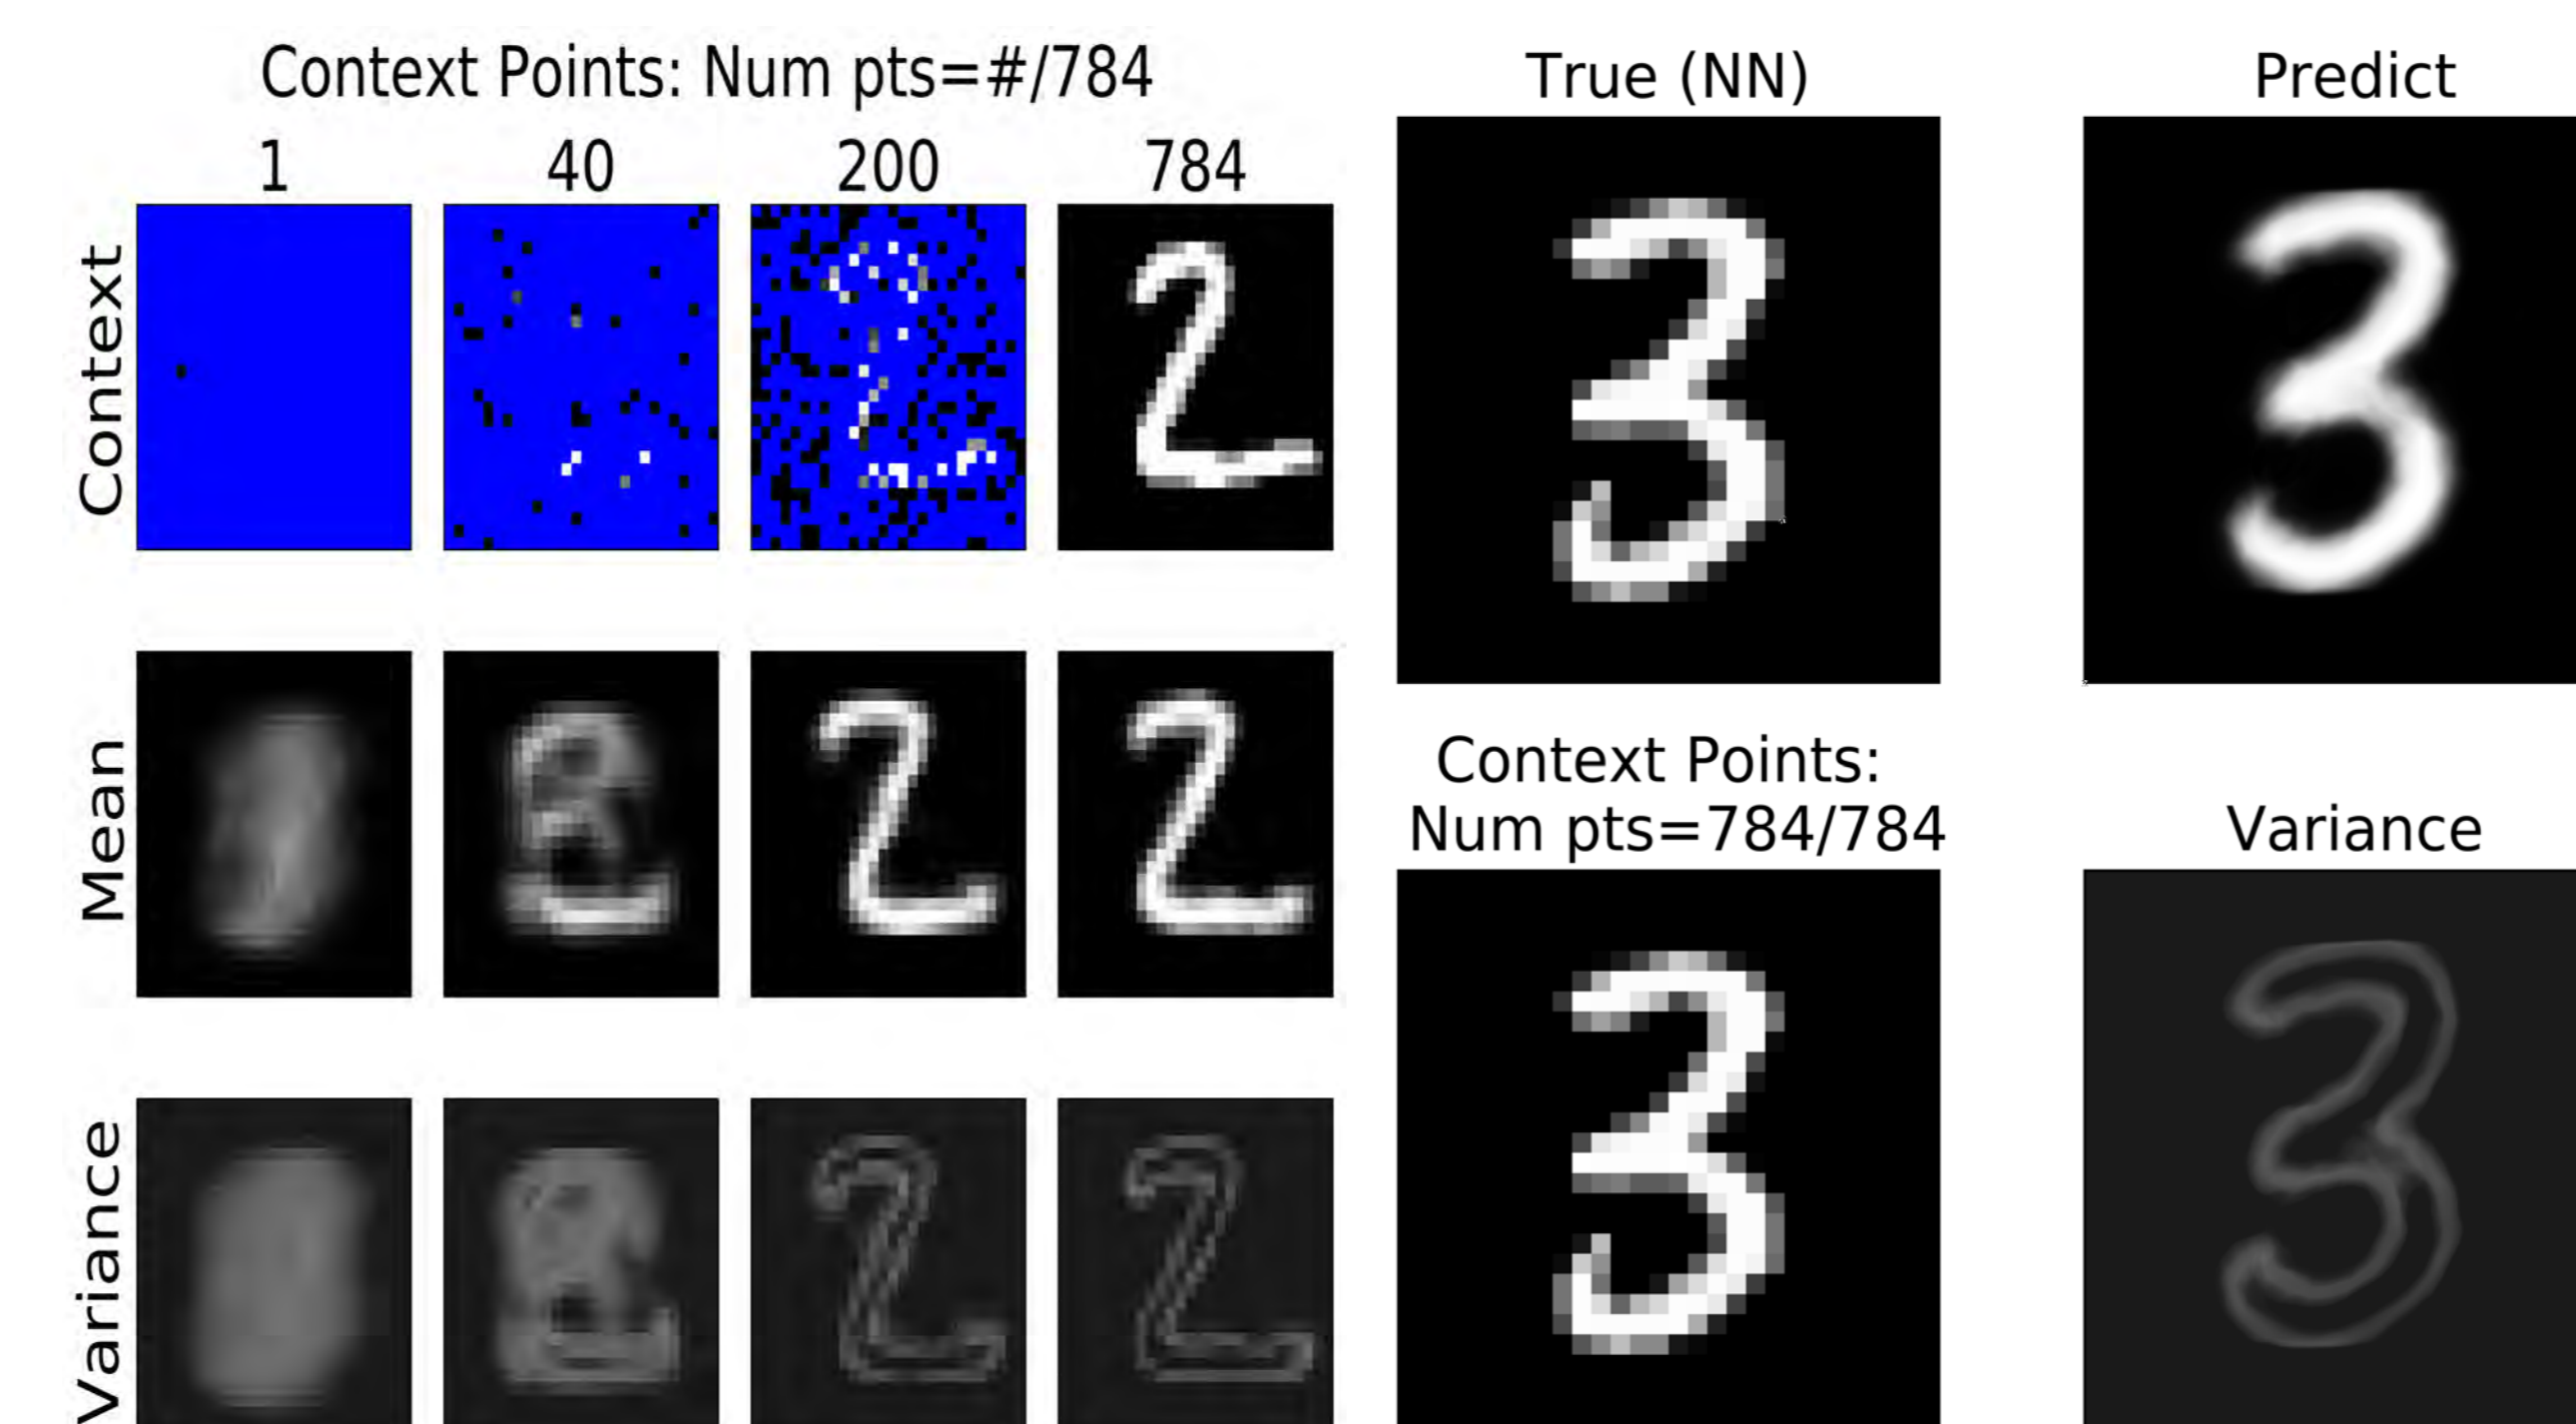 Context Points: Num pts=#/784
1 40 200 784
Context
Mean
Variance
True (NN)
Predict
Context Points:
Num pts=784/784
Variance